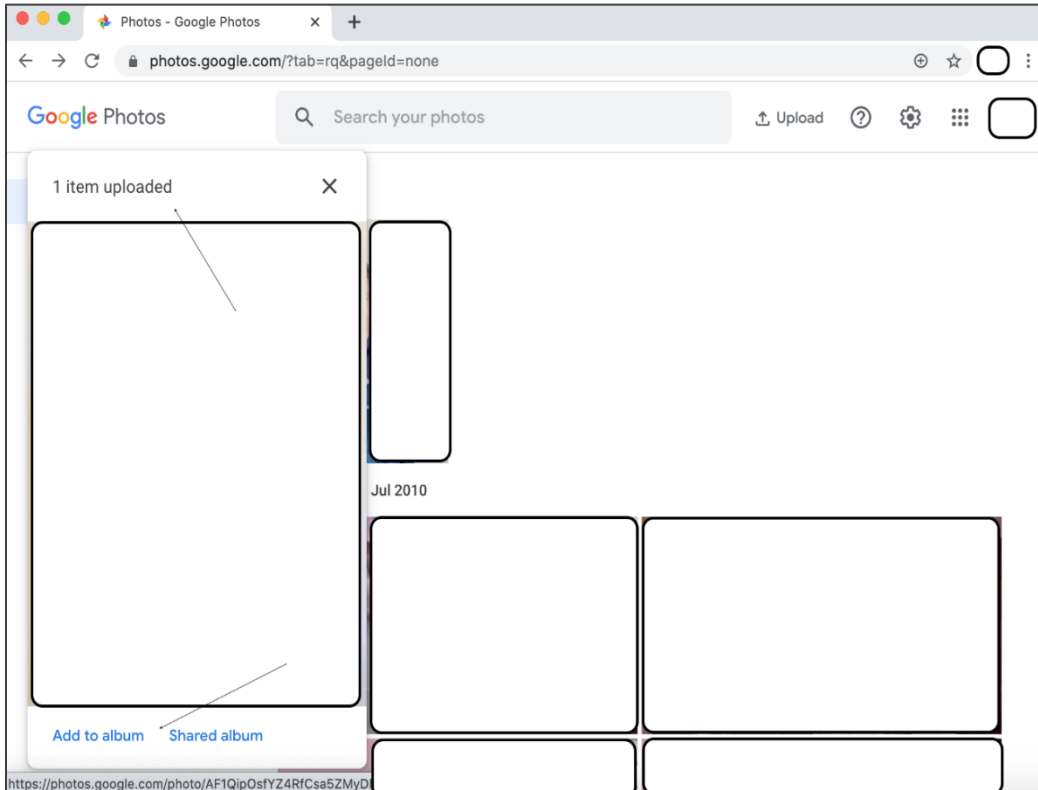 Photos - Google Photos
photos.google.com/?tab=rq&pageId=none
Google Photos
Search your photos
Upload
1 item uploaded
Jul 2010
Add to album Shared album
https://photos.google.com/photo/AF1QipOsfYZ4RfCsa5ZMyD